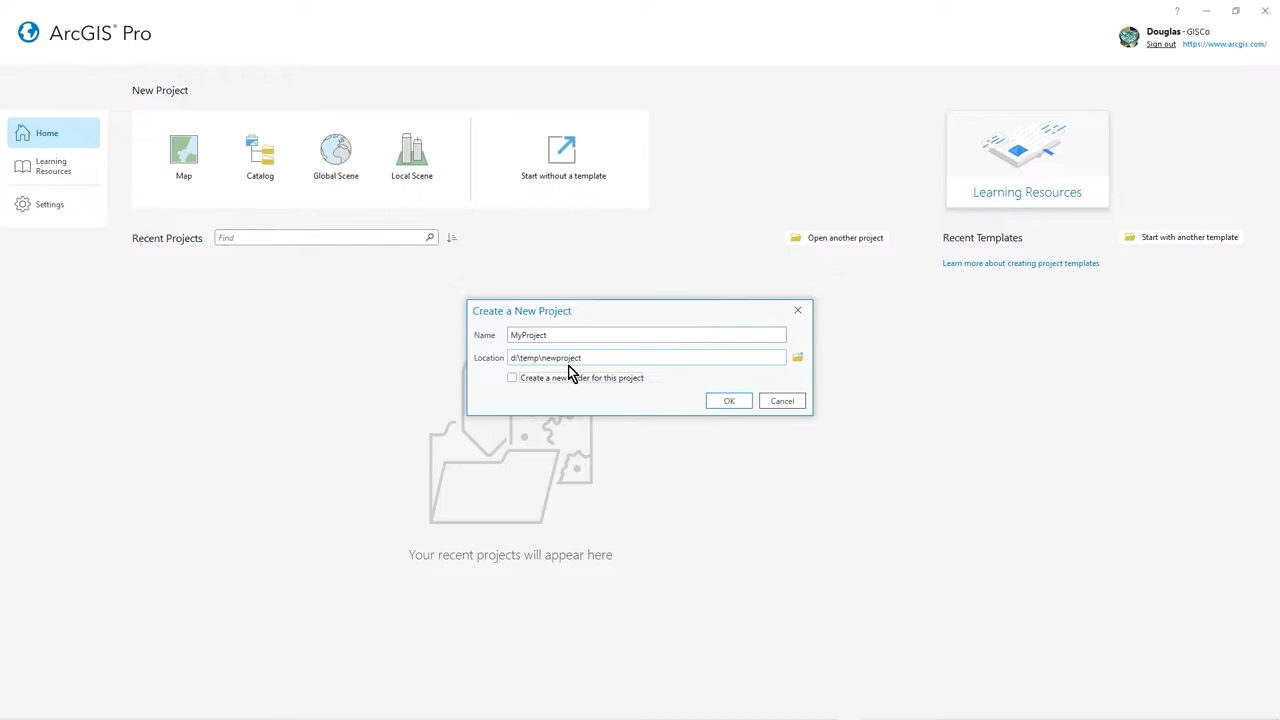 ArcGIS® Pro
?
Douglas - GISCo
Sign out https://www.arcgis.com/
New Project
Home
Learning
Resources
Settings
Map
Catalog
Global Scene
Local Scene
Start without a template
Learning Resources
Recent Projects
Find
Open another project
Recent Templates
Start with another template
Learn more about creating project templates
Create a New Project
Name MyProject
Location d:\temp\newproject
Create a new folder for this project
OK Cancel
Your recent projects will appear here